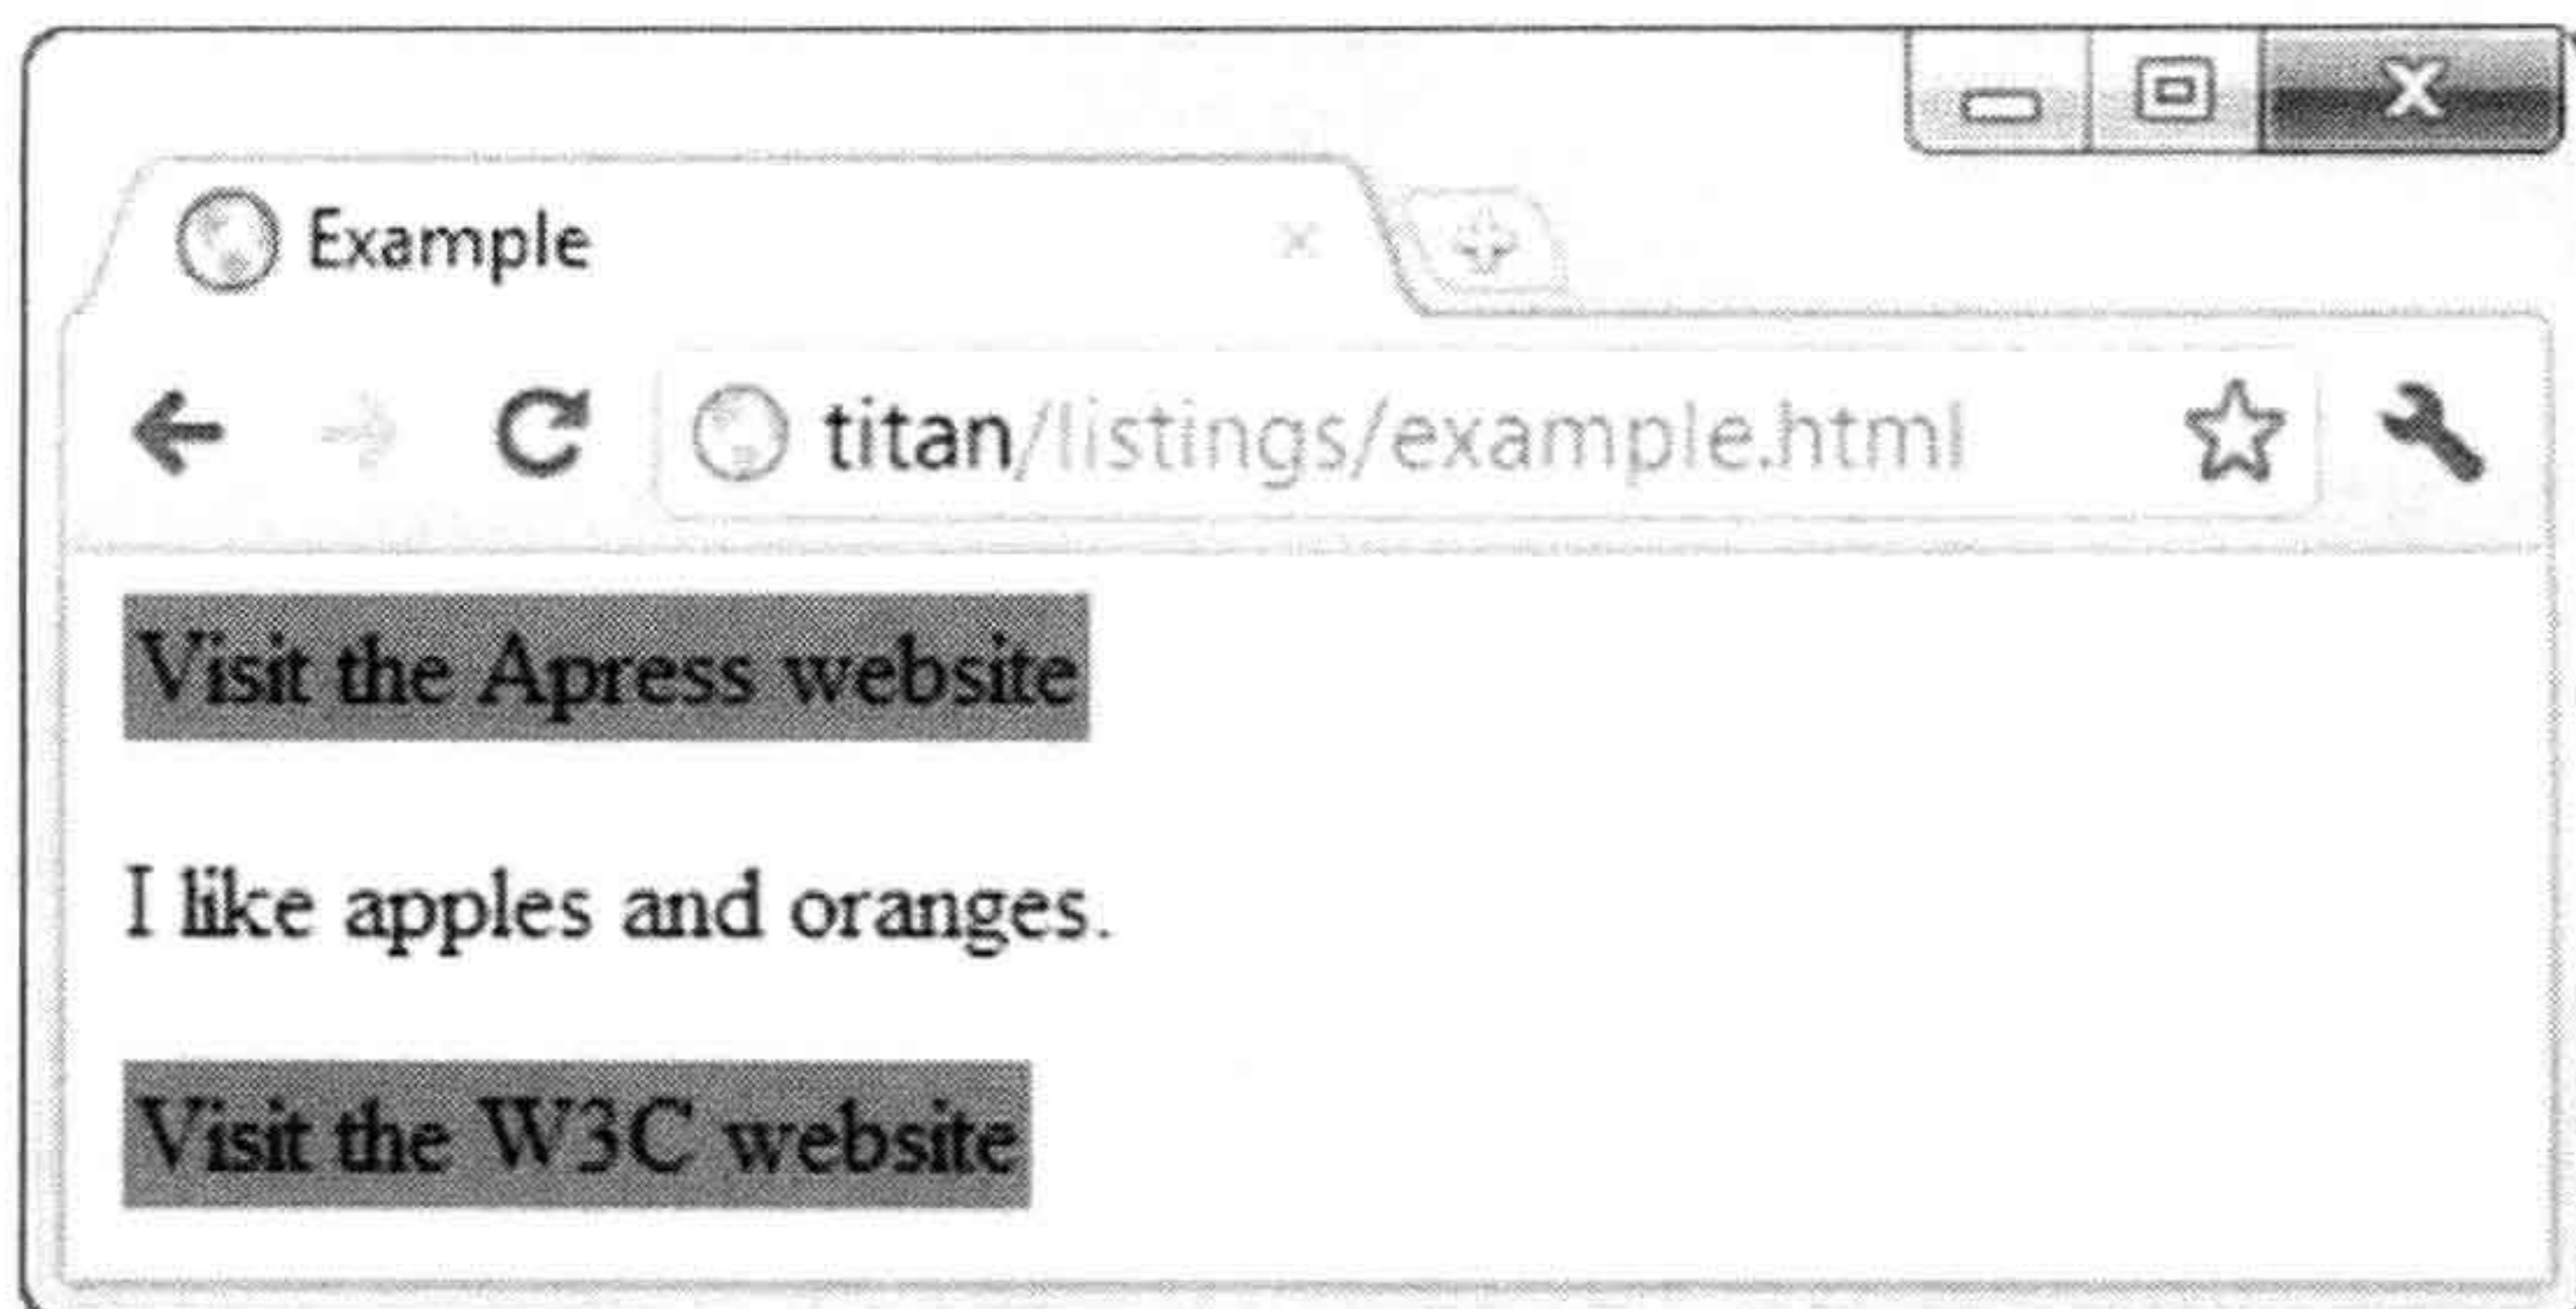 Example
titan/listings/example.html
Visit the Apress website
I like apples and oranges.
Visit the W3C website